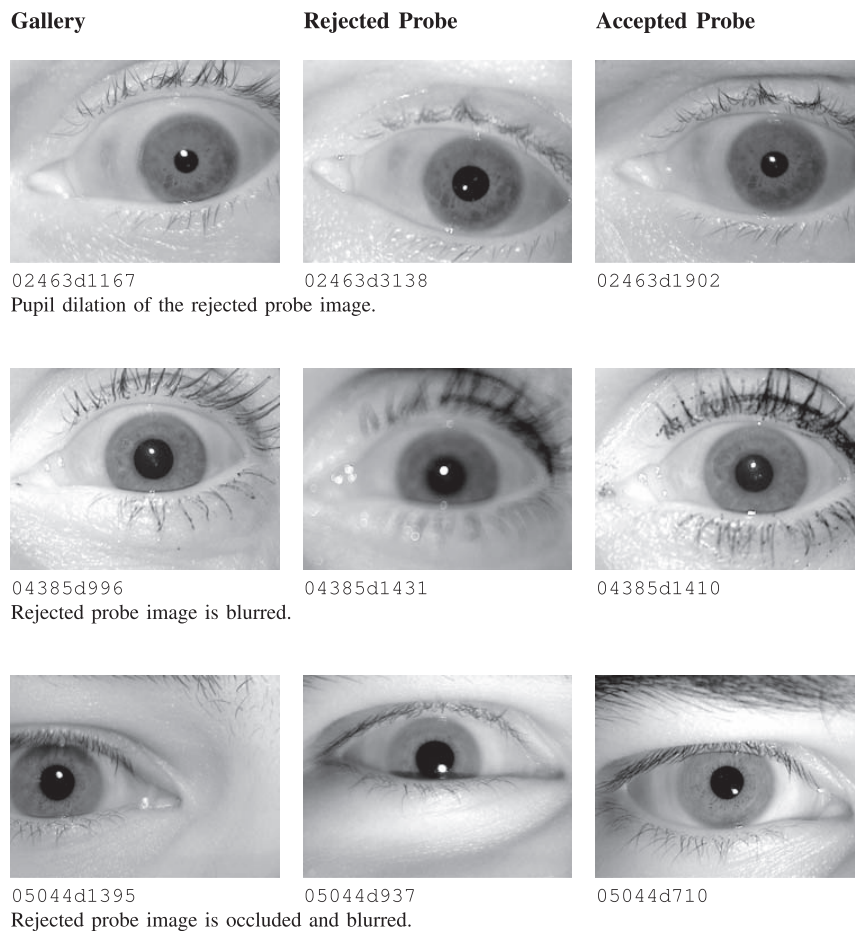 Gallery Rejected Probe Accepted Probe
02463d1167 02463d3138 02463d1902
Pupil dilation of the rejected probe image.
04385d996 04385d1431 04385d1410
Rejected probe image is blurred.
05044d1395 05044d937 05044d710
Rejected probe image is occluded and blurred.